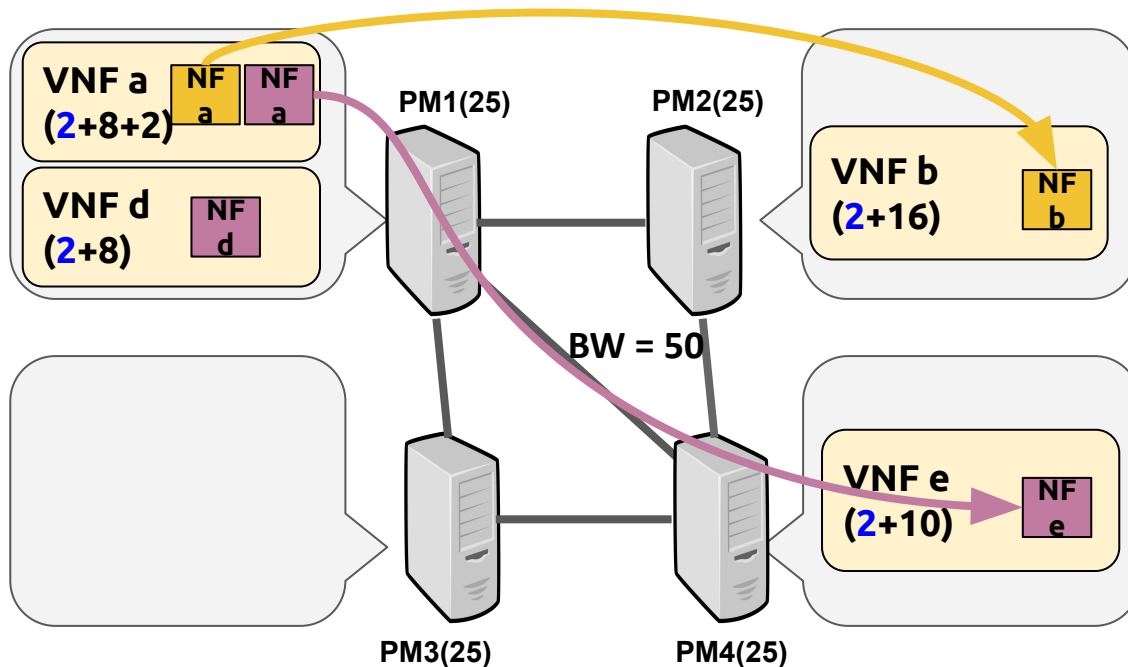 VNF a
(2+8+2)
NF
a
NF
a
VNF d
(2+8)
NF
d
PM1(25)
PM2(25)
VNF b
(2+16)
NF
b
BW = 50
VNF e
(2+10)
NF
e
PM3(25)
PM4(25)